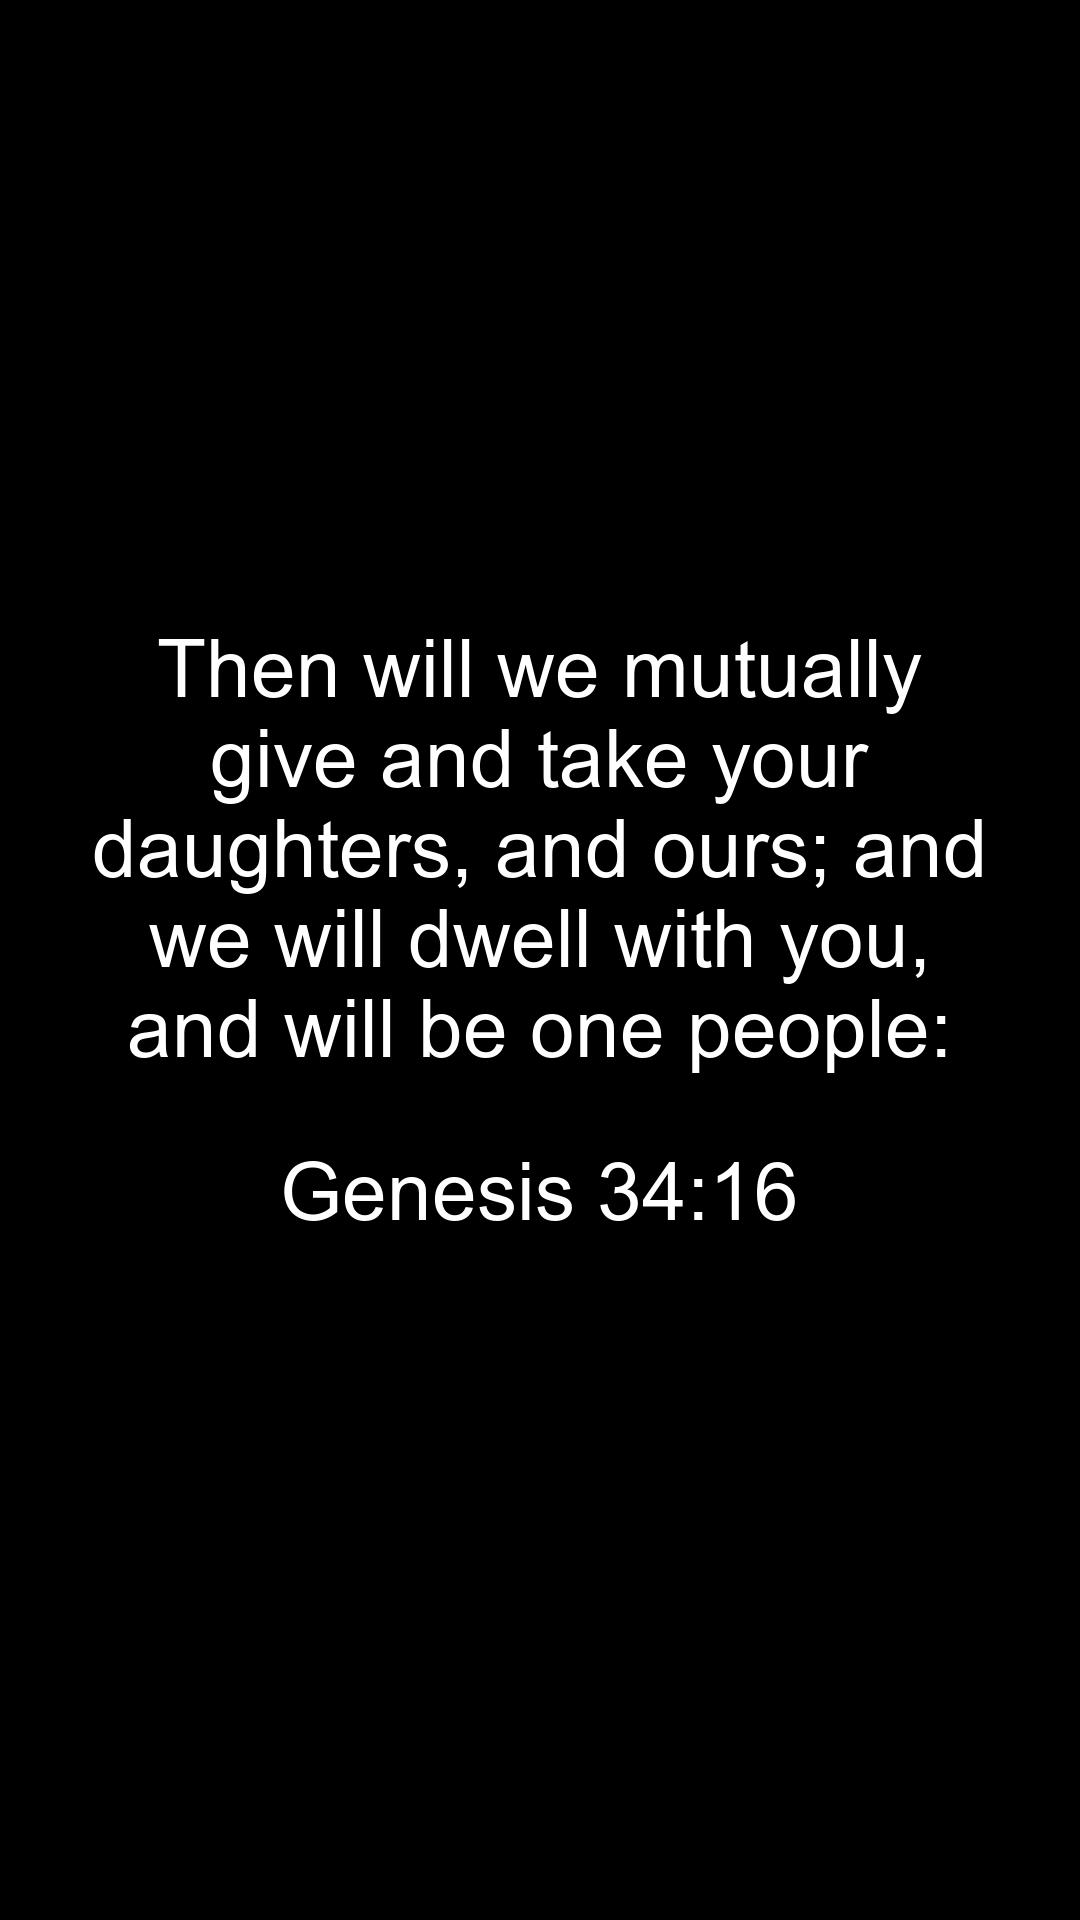 Then will we mutually
give and take your
daughters, and ours; and
we will dwell with you,
and will be one people:
Genesis 34:16